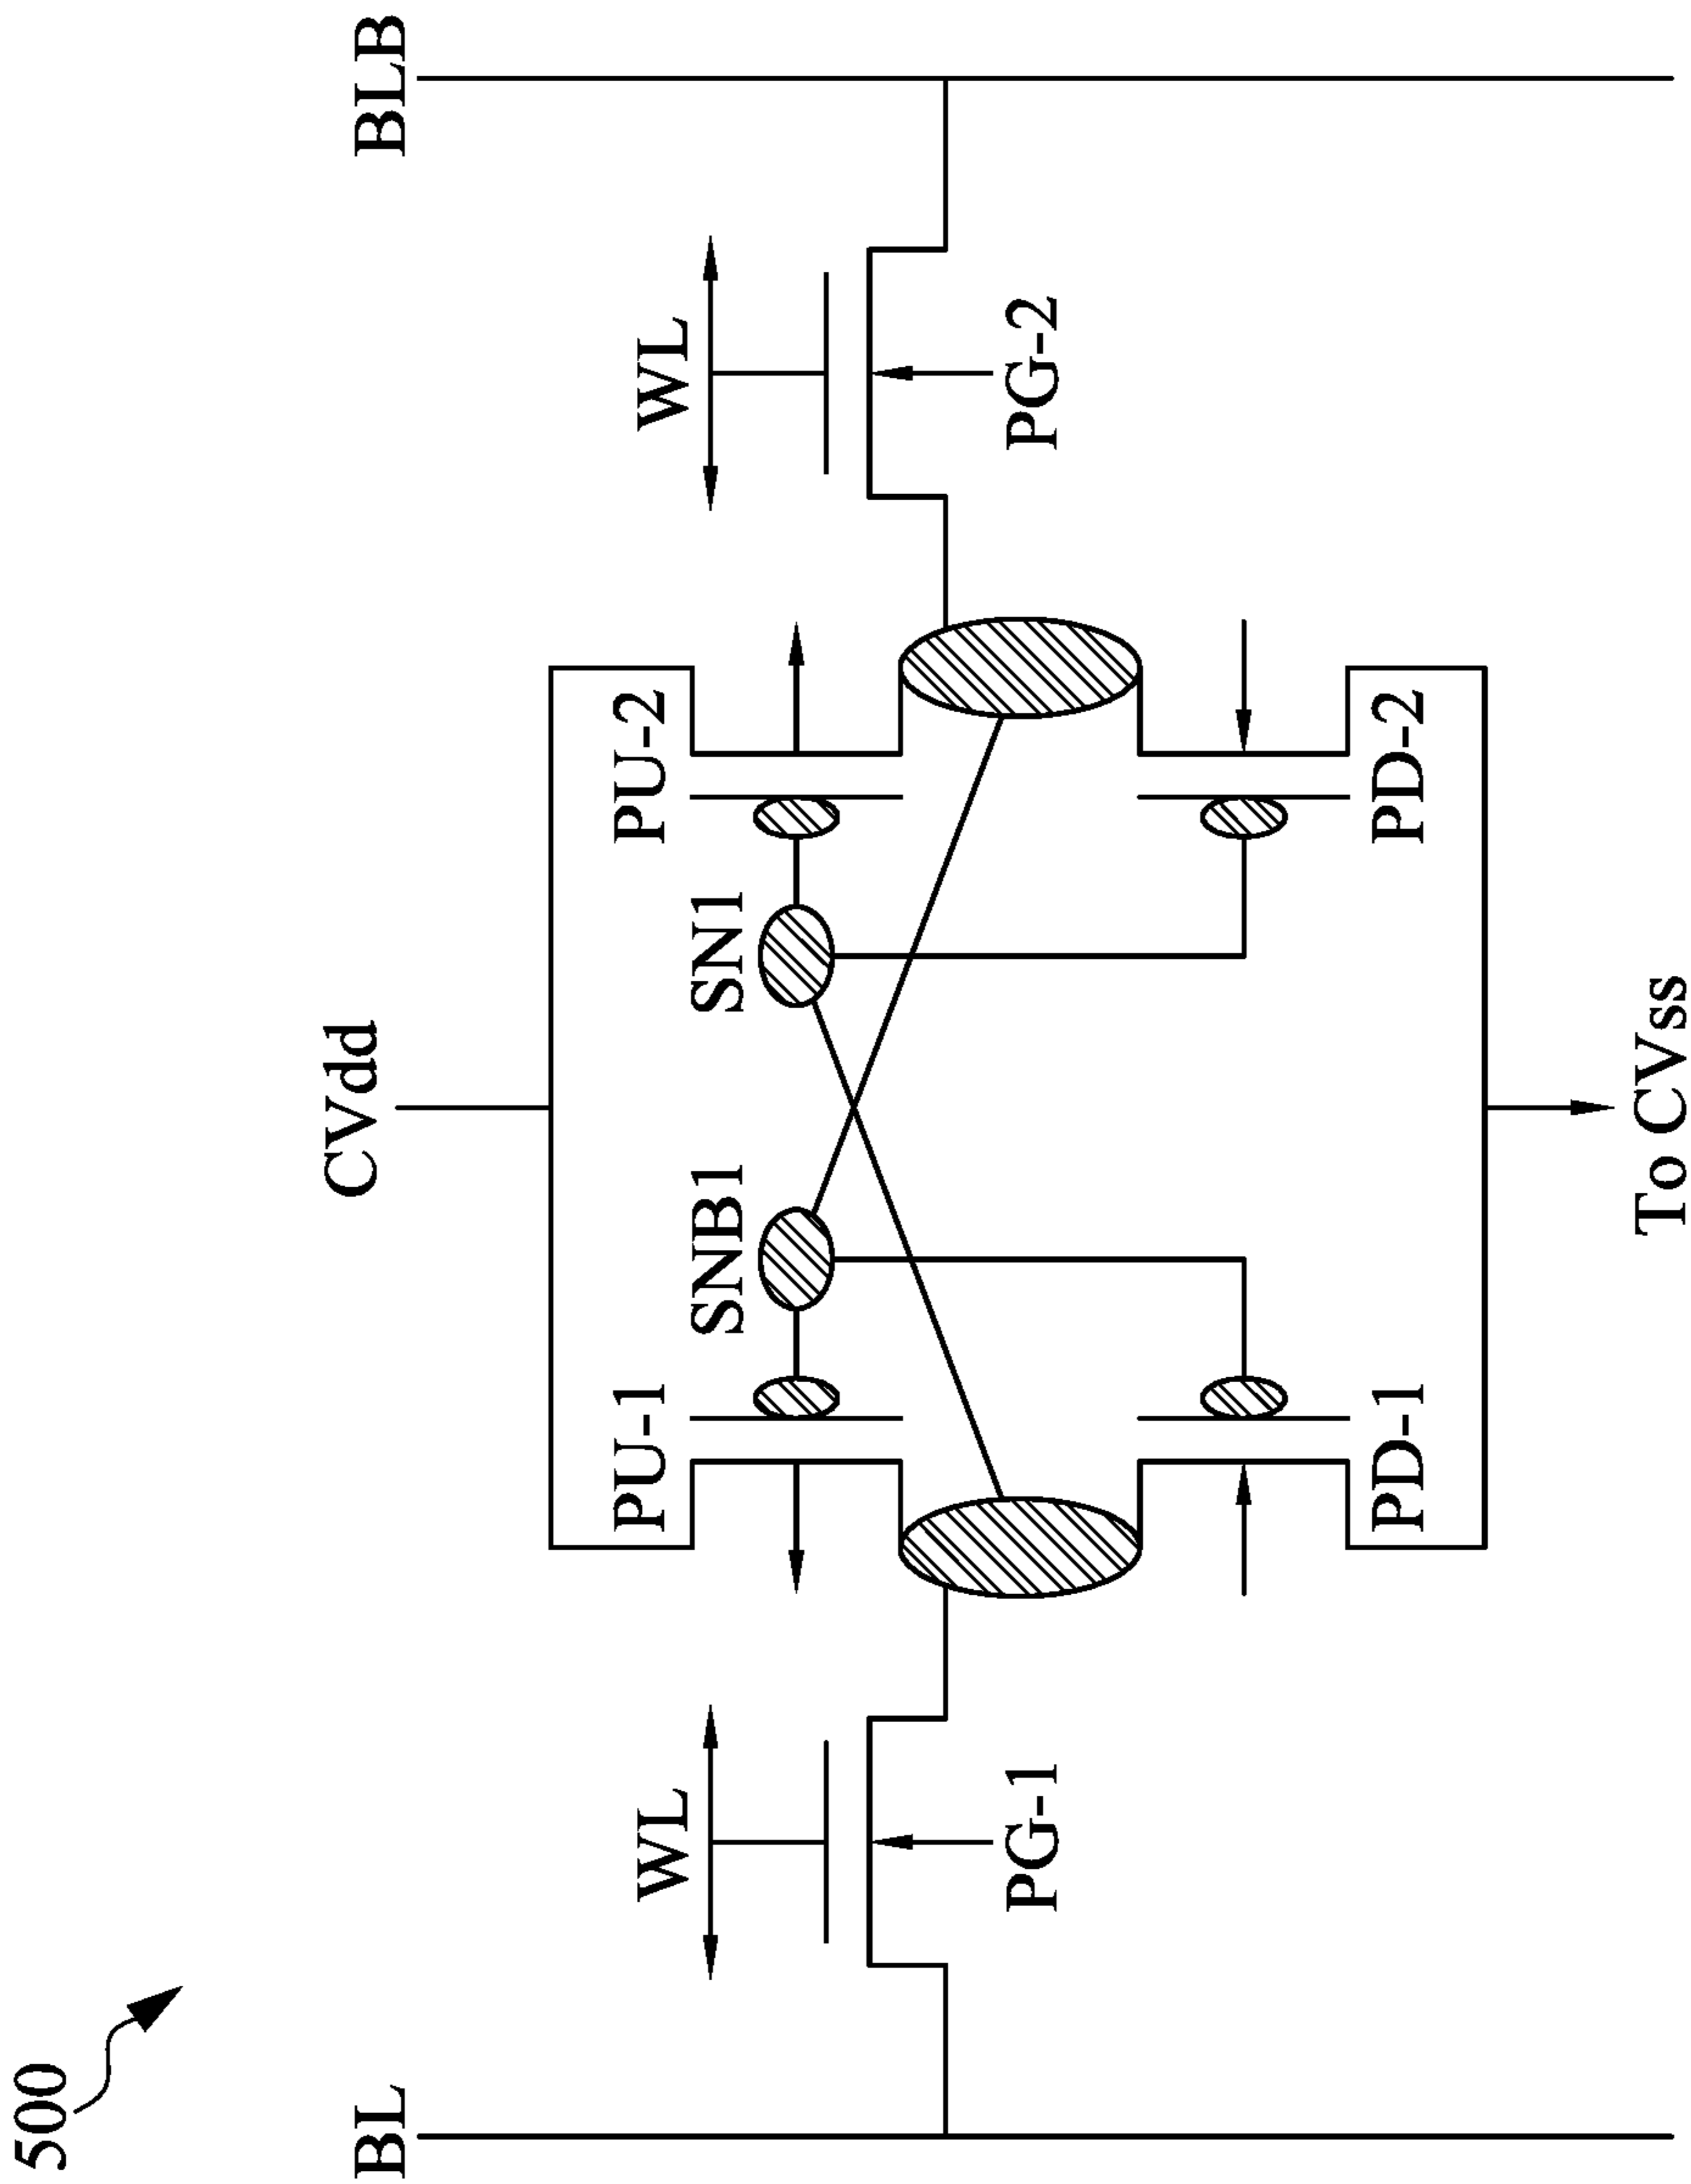 500
CVdd
BL
BLB
PU-1
PU-2
WL
WL
SNB1
SN1
PG-1
PG-2
PD-1
PD-2
To CVss